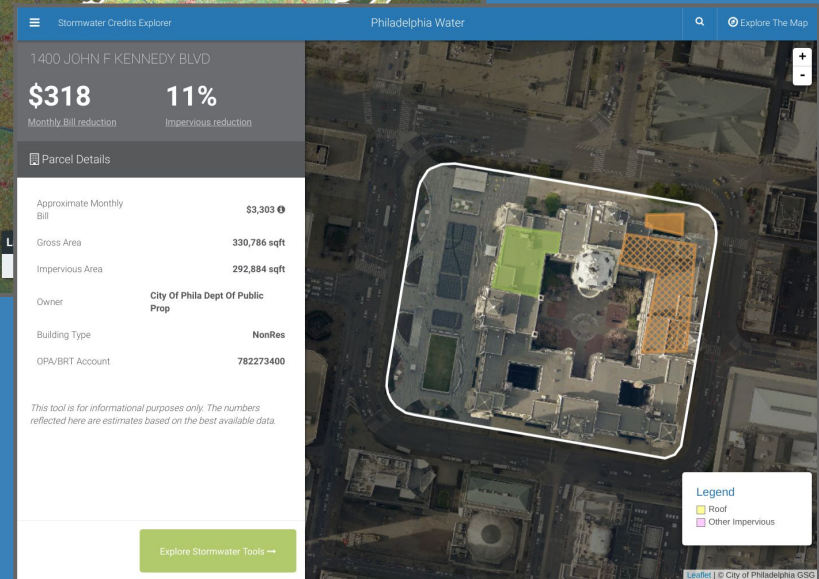 Stormwater Credits Explorer
Philadelphia Water
Explore The Map
1400 JOHN F KENNEDY BLVD
$318
11%
Monthly Bill reduction
Impervious reduction
Parcel Details
Approximate Monthly
Bill
$3,303
Gross Area
330,786 sqft
Impervious Area
292,884 sqft
Owner
City Of Phila Dept Of Public
Prop
Building Type
NonRes
OPA/BRT Account
782273400
This tool is for informational purposes only. The numbers
reflected here are estimates based on the best available data.
Explore Stormwater Tools →
+
-
Legend
Roof
Other Impervious
Leaflet | © City of Philadelphia GSG
L